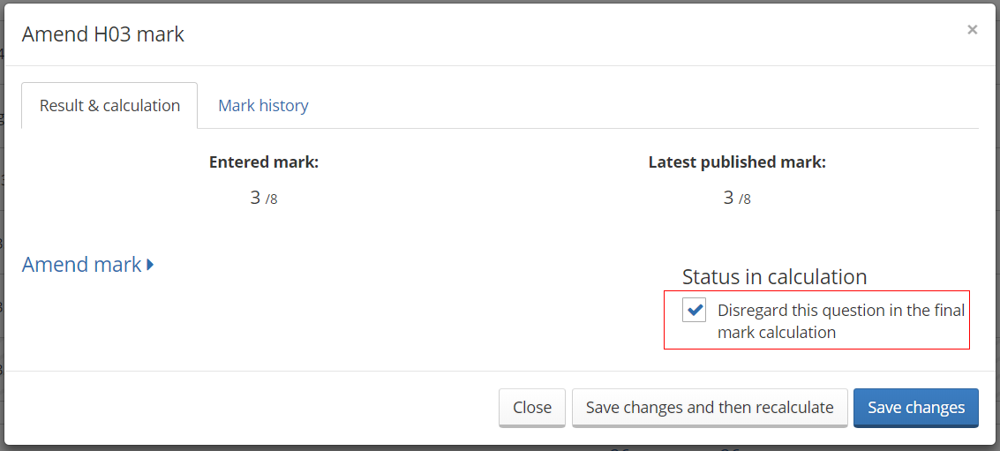 Amend H03 mark
×
Result & calculation
Mark history
Entered mark:
Latest published mark:
3 /8
3 /8
Amend mark
Status in calculation
Disregard this question in the final
mark calculation
Close
Save changes and then recalculate
Save changes